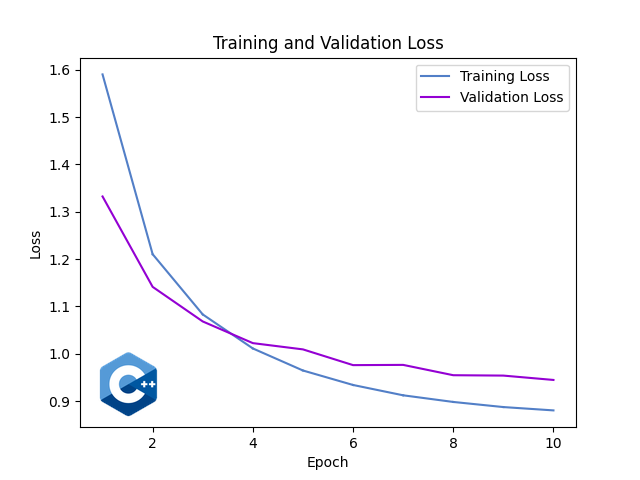 Training and Validation Loss
Training Loss
Validation Loss
1.6
1.5
1.4
1.3
1.2
1.1
1.0
0.9
Loss
C++
2
4
6
8
10
Epoch